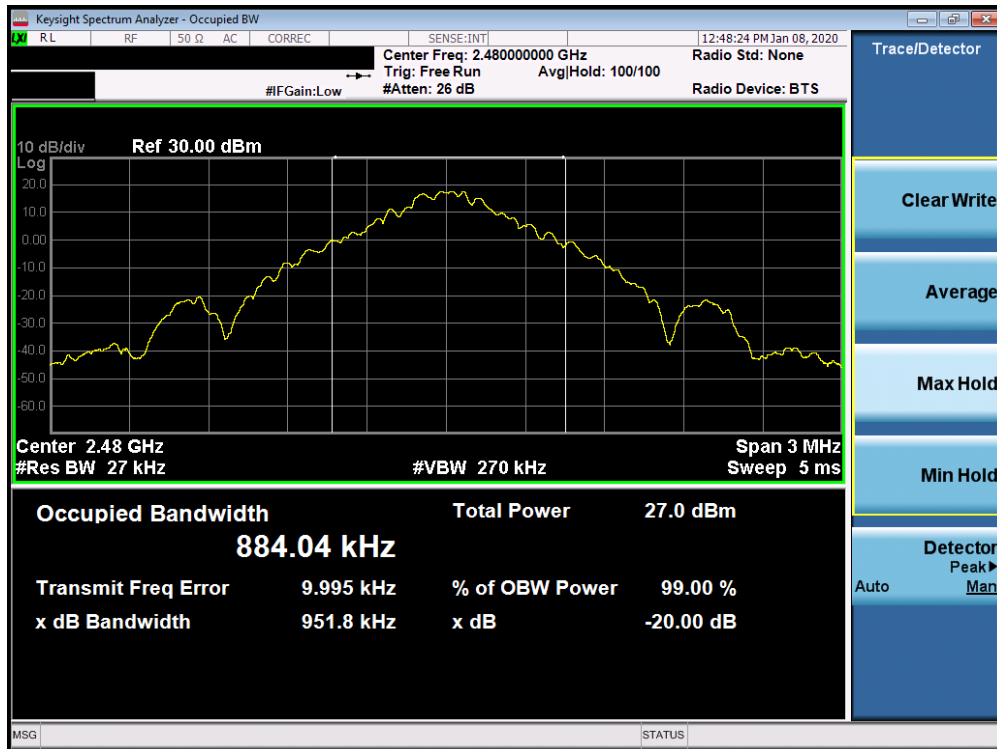 Keysight Spectrum Analyzer - Occupied BW
LXI RL RF 50 Ω AC CORREC SENSE:INT 12:48:24 PM Jan 08, 2020
Center Freq: 2.480000000 GHz Radio Std: None
Trig: Free Run Avg|Hold: 100/100
#IFGain:Low #Atten: 26 dB Radio Device: BTS
10 dB/div Ref 30.00 dBm
Log
20.0
10.0
0.00
-10.0
-20.0
-30.0
-40.0
-50.0
-60.0
Center 2.48 GHz Span 3 MHz
#Res BW 27 kHz #VBW 270 kHz Sweep 5 ms
Occupied Bandwidth Total Power 27.0 dBm
884.04 kHz
Transmit Freq Error 9.995 kHz % of OBW Power 99.00 %
x dB Bandwidth 951.8 kHz x dB -20.00 dB
MSG STATUS
Trace/Detector
Clear Write
Average
Max Hold
Min Hold
Detector
Peak▶
Auto Man